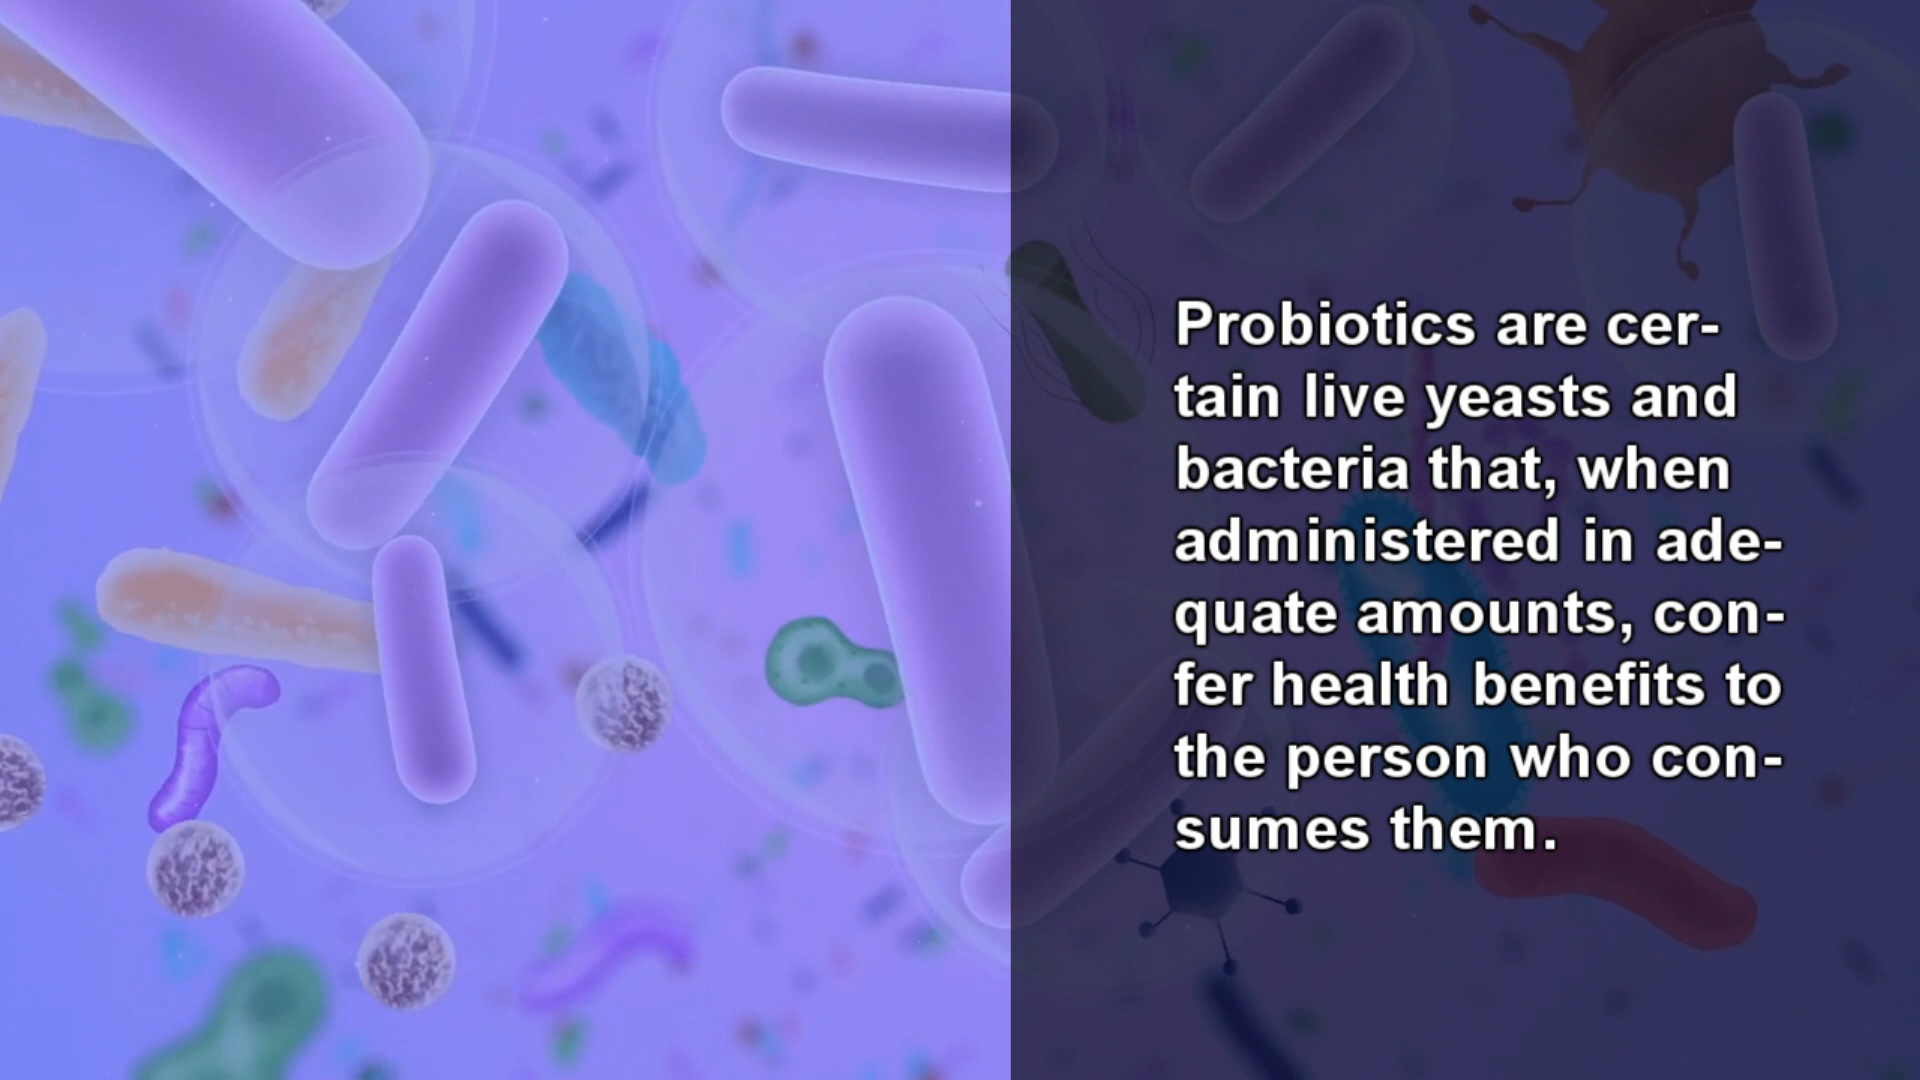 Probiotics are cer-
tain live yeasts and
bacteria that, when
administered in ade-
quate amounts, con-
fer health benefits to
the person who con-
sumes them.